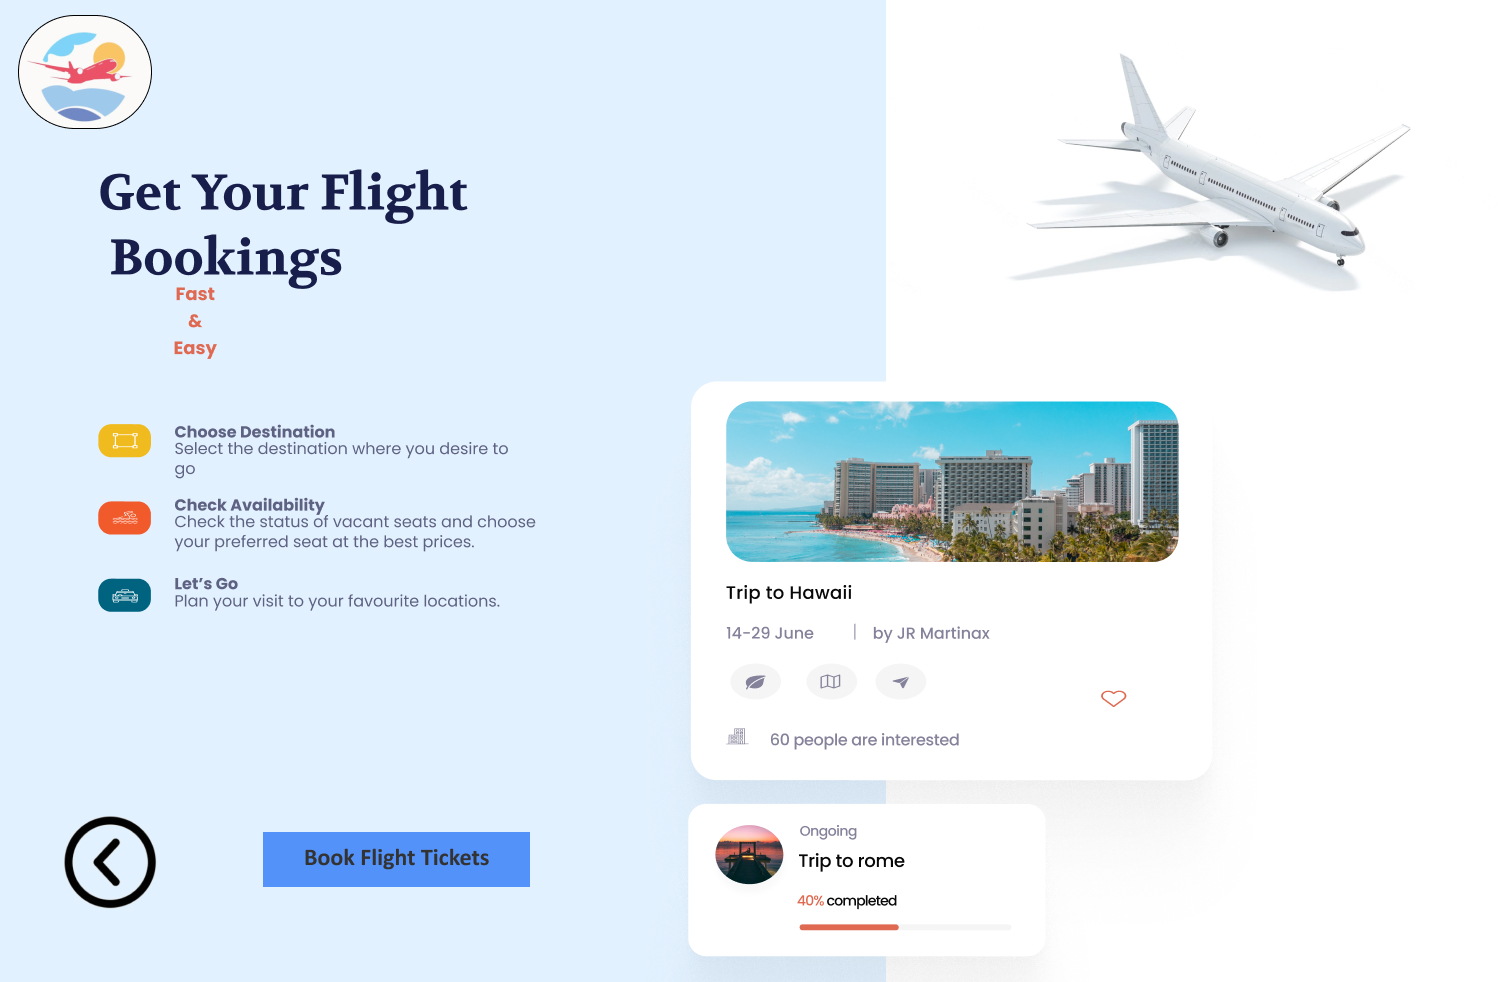 Get Your Flight
Bookings
Fast
&
Easy
Choose Destination
Select the destination where you desire to
go
Check Availability
Check the status of vacant seats and choose
your preferred seat at the best prices.
Let’s Go
Plan your visit to your favourite locations.
Book Flight Tickets
Trip to Hawaii
14-29 June | by JR Martinax
60 people are interested
Ongoing
Trip to rome
40% completed